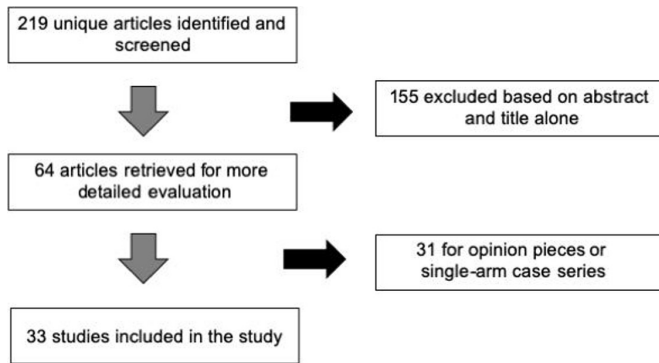 219 unique articles identified and
screened
155 excluded based on abstract
and title alone
64 articles retrieved for more
detailed evaluation
31 for opinion pieces or
single-arm case series
33 studies included in the study